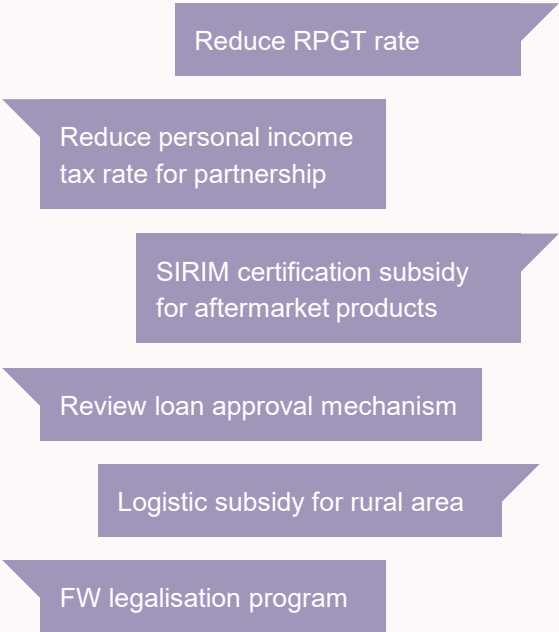 Reduce RPGT rate
Reduce personal income
tax rate for partnership
SIRIM certification subsidy
for aftermarket products
Review loan approval mechanism
Logistic subsidy for rural area
FW legalisation program